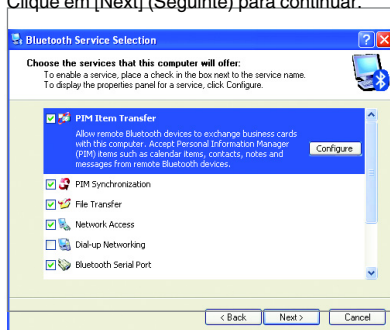 Clique em [Next] (Seguinte) para continuar.
Bluetooth Service Selection
Choose the services that this computer will offer:
To enable a service, place a check in the box next to the service name.
To display the properties panel for a service, click Configure.
PIM Item Transfer
Allow remote Bluetooth devices to exchange business cards
with this computer. Accept Personal Information Manager
(PIM) items such as calendar items, contacts, notes and
messages from remote Bluetooth devices.
Configure
PIM Synchronization
File Transfer
Network Access
Dial-up Networking
Bluetooth Serial Port
< Back
Next >
Cancel